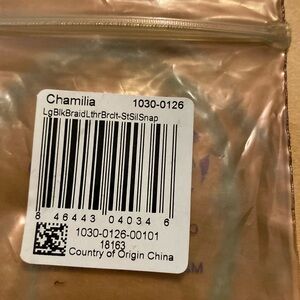 Chamilia 1030-0126
LgBlkBraidLthrBrclt-StSilSnap
8 46443 04034 6
1030-0126-00101
18163
Country of Origin China